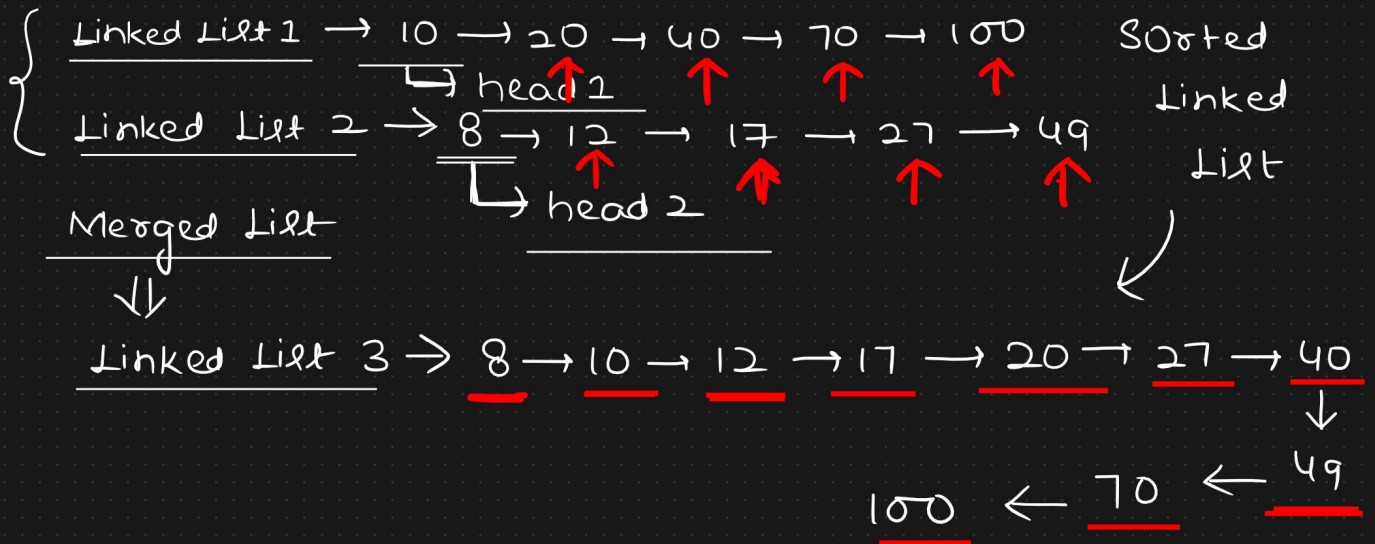 Linked List 1 → 10 → 20 → 40 → 70 → 100
head 1
Linked List 2 → 8 → 12 → 17 → 27 → 49
head 2
Sorted
Linked
List
Merged List
Linked List 3 → 8 → 10 → 12 → 17 → 20 → 27 → 40
↓
100 ← 70 ← 49